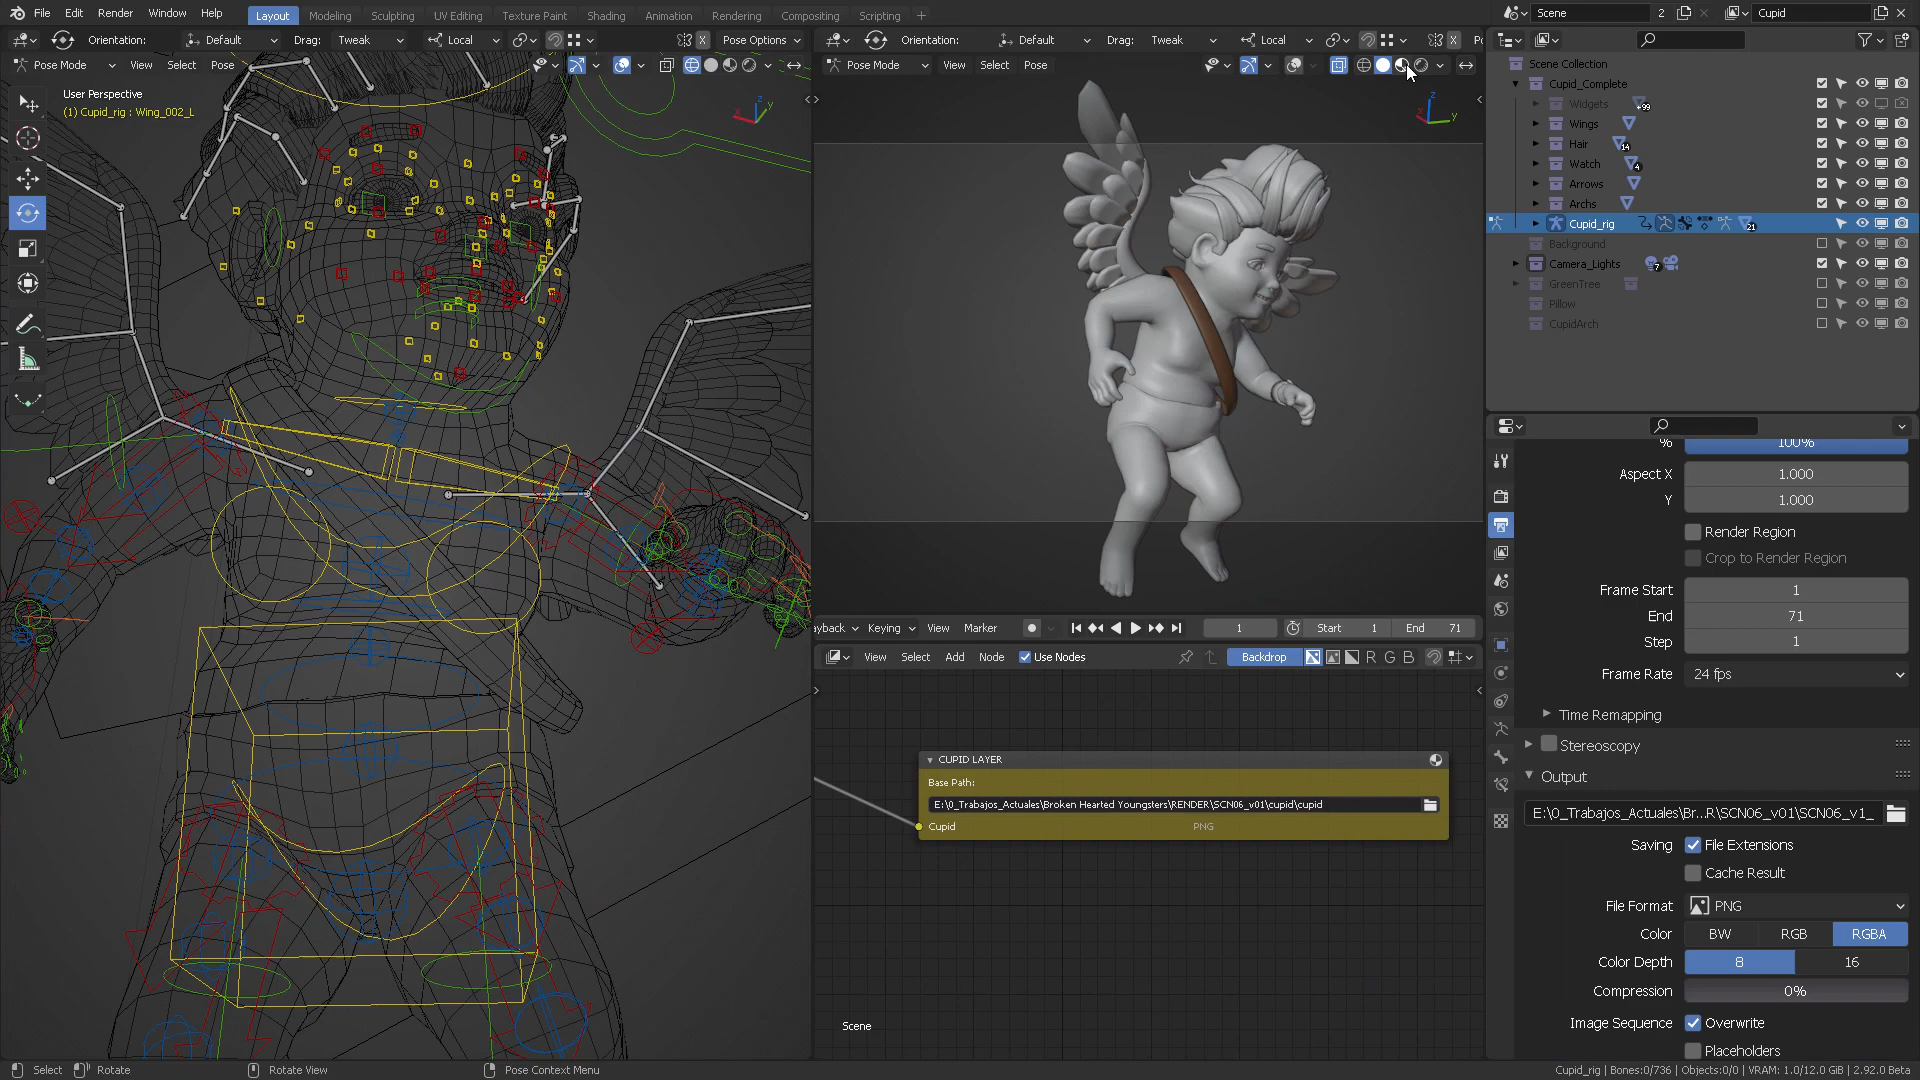 File Edit Render Window Help Layout Modeling Sculpting UV Editing Texture Paint Shading Animation Rendering Compositing Scripting + Scene 2 Cupid
Orientation: Default Drag: Tweak Local X Pose Options
Orientation: Default Drag: Tweak Local X
Pose Mode View Select Pose
Pose Mode View Select Pose
User Perspective
(1) Cupid_rig : Wing_002_L
Z
Y
Z
Y
Scene Collection
Cupid_Complete
Widgets +99
Wings
Hair 14
Watch 4
Arrows
Archs
Cupid_rig 21
Background
Camera_Lights 7
GreenTree
Pillow
CupidArch
% 100%
Aspect X 1.000
Y 1.000
Render Region
Crop to Render Region
Frame Start 1
End 71
Step 1
Frame Rate 24 fps
Time Remapping
Stereoscopy
Output
E:\0_Trabajos_Actuales\Br...R\SCN06_v01\SCN06_v1_
Saving File Extensions
Cache Result
File Format PNG
Color BW RGB RGBA
Color Depth 8 16
Compression 0%
Image Sequence Overwrite
Placeholders
ayback Keying View Marker 1 Start 1 End 71
View Select Add Node Use Nodes Backdrop R G B
CUPID LAYER
Base Path:
E:\0_Trabajos_Actuales\Broken Hearted Youngsters\RENDER\SCN06_v01\cupid\cupid
Cupid PNG
Scene
Select Rotate Rotate View Pose Context Menu Cupid_rig | Bones:0/736 | Objects:0/0 | VRAM: 1.0/12.0 GiB | 2.92.0 Beta